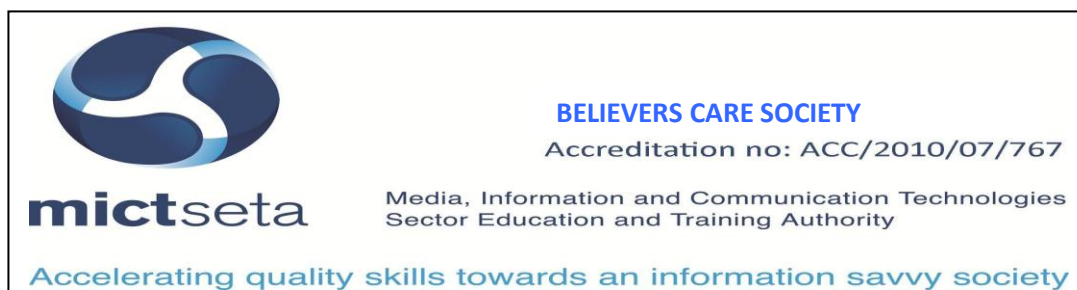 BELIEVERS CARE SOCIETY
Accreditation no: ACC/2010/07/767
mictseta
Media, Information and Communication Technologies
Sector Education and Training Authority
Accelerating quality skills towards an information savvy society